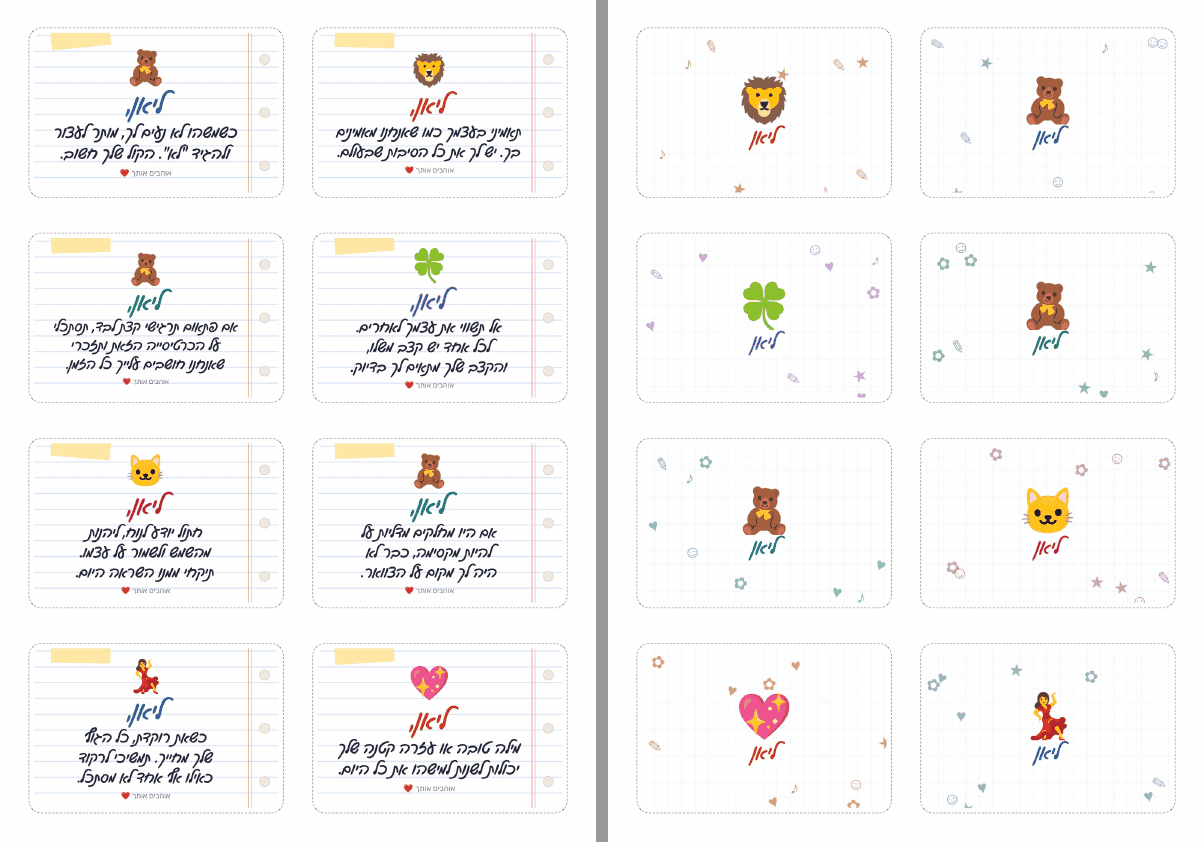 ליאן,
תאמיני בעצמך כמו שאנחנו מאמינים
בך. יש לך את כל הסיבות שבעולם.
אוהבים אותך ❤️
ליאן,
כשמשהו לא נעים לך, מותר לעצור
ולהגיד "לא". הקול שלך חשוב.
אוהבים אותך ❤️
ליאן,
אל תשווי את עצמך לאחרים.
לכל אחד יש קצב משלו,
והקצב שלך מתאים לך בדיוק.
אוהבים אותך ❤️
ליאן,
אם פתאום תרגישי קצת לבד, תסתכלי
על הכרטיסייה הזאת ותזכרי
שאנחנו חושבים עלייך כל הזמן.
אוהבים אותך ❤️
ליאן,
אם היו מחלקים מדליות על
להיות מקסימה, כבר לא
היה לך מקום על הצוואר.
אוהבים אותך ❤️
ליאן,
חתול יודע לנוח, ליהנות
מהשמש ולשמור על עצמו.
תיקחי ממנו השראה היום.
אוהבים אותך ❤️
ליאן,
מילה טובה או עזרה קטנה שלך
יכולות לשנות למישהו את כל היום.
אוהבים אותך ❤️
ליאן,
כשאת רוקדת, כל הגוף
שלך מחייך. תמשיכי לרקוד
כאילו אף אחד לא מסתכל.
אוהבים אותך ❤️
ליאן
ליאן
ליאן
ליאן
ליאן
ליאן
ליאן
ליאן